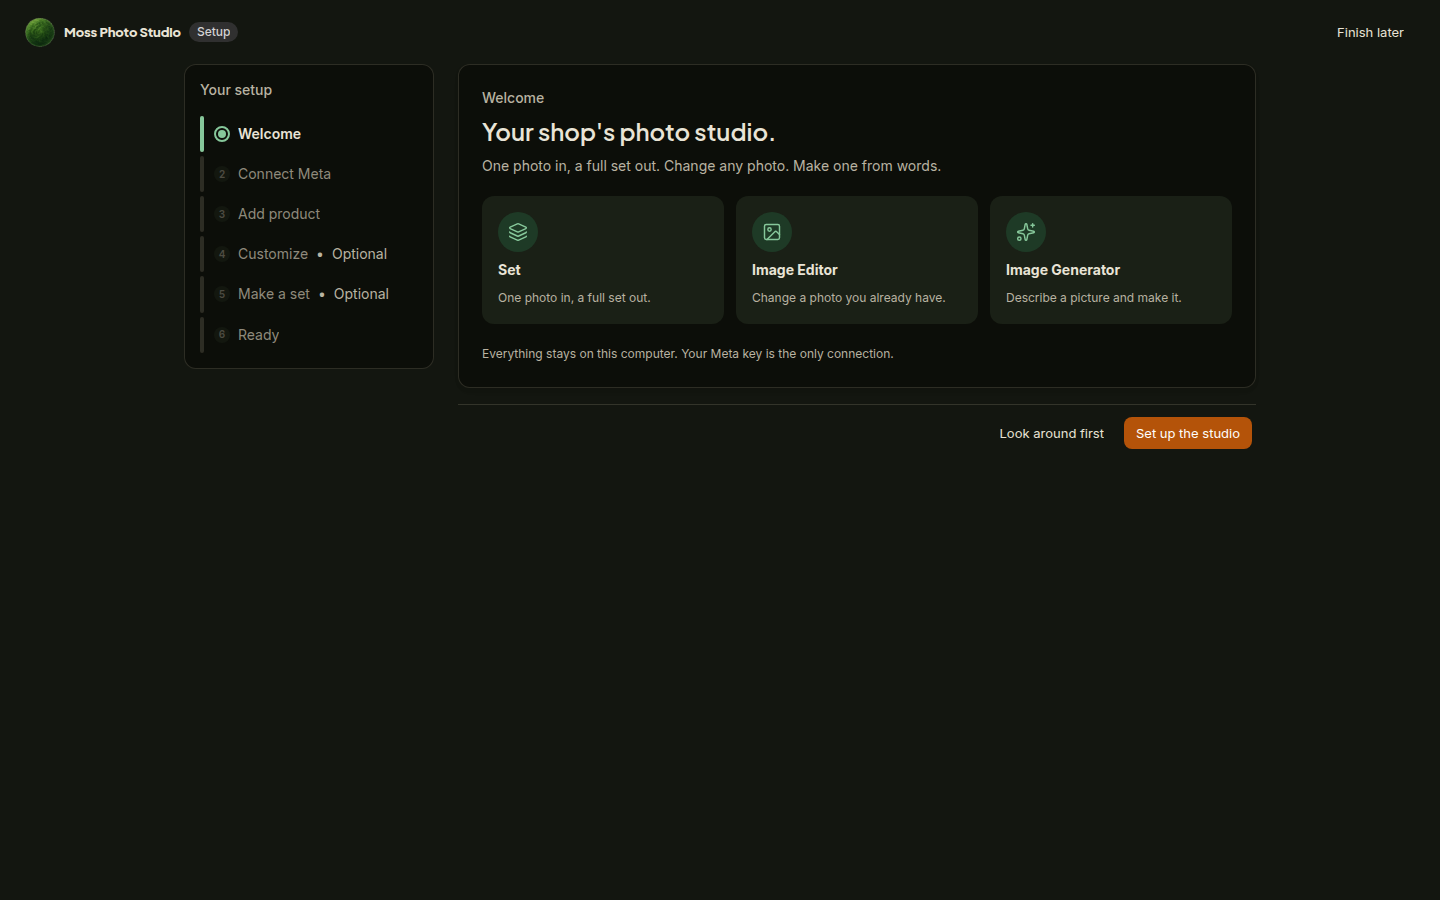 Moss Photo Studio
Setup
Finish later
Your setup
Welcome
2 Connect Meta
3 Add product
4 Customize • Optional
5 Make a set • Optional
6 Ready
Welcome
Your shop's photo studio.
One photo in, a full set out. Change any photo. Make one from words.
Set
One photo in, a full set out.
Image Editor
Change a photo you already have.
Image Generator
Describe a picture and make it.
Everything stays on this computer. Your Meta key is the only connection.
Look around first
Set up the studio